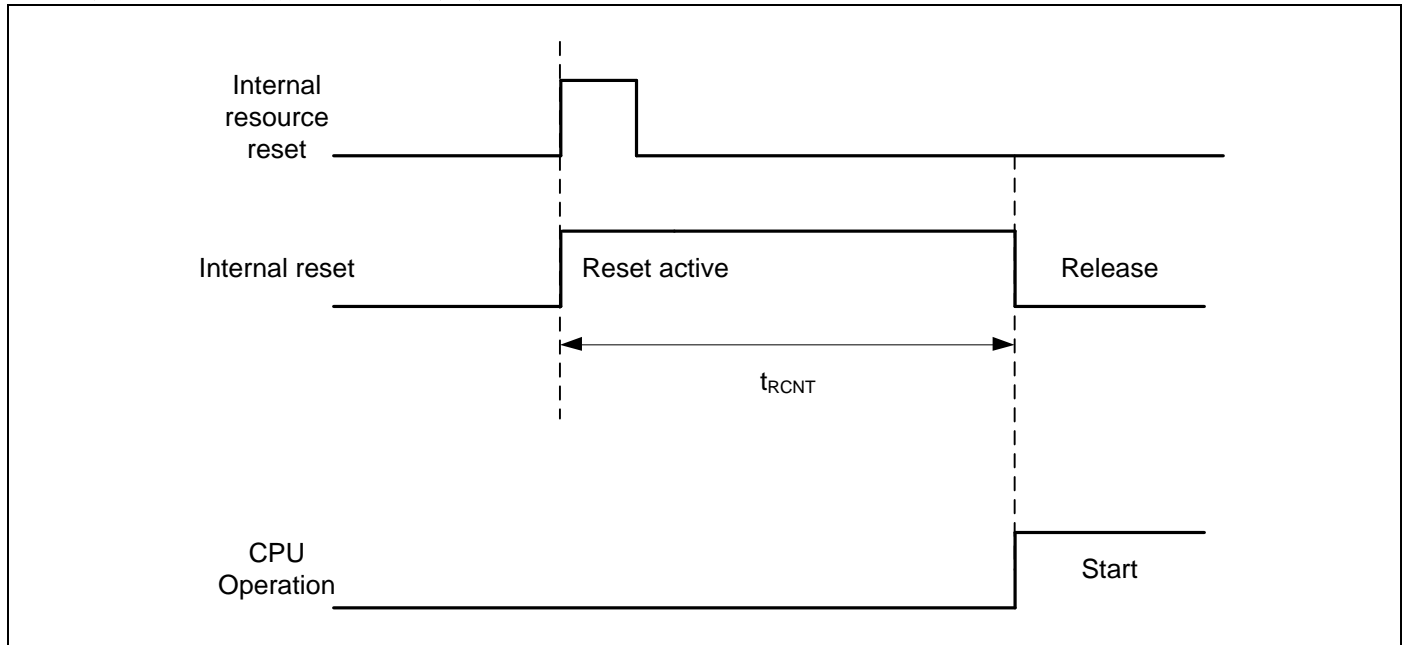 Internal
resource
reset
Internal reset
Reset active
Release
tRCNT
CPU
Operation
Start